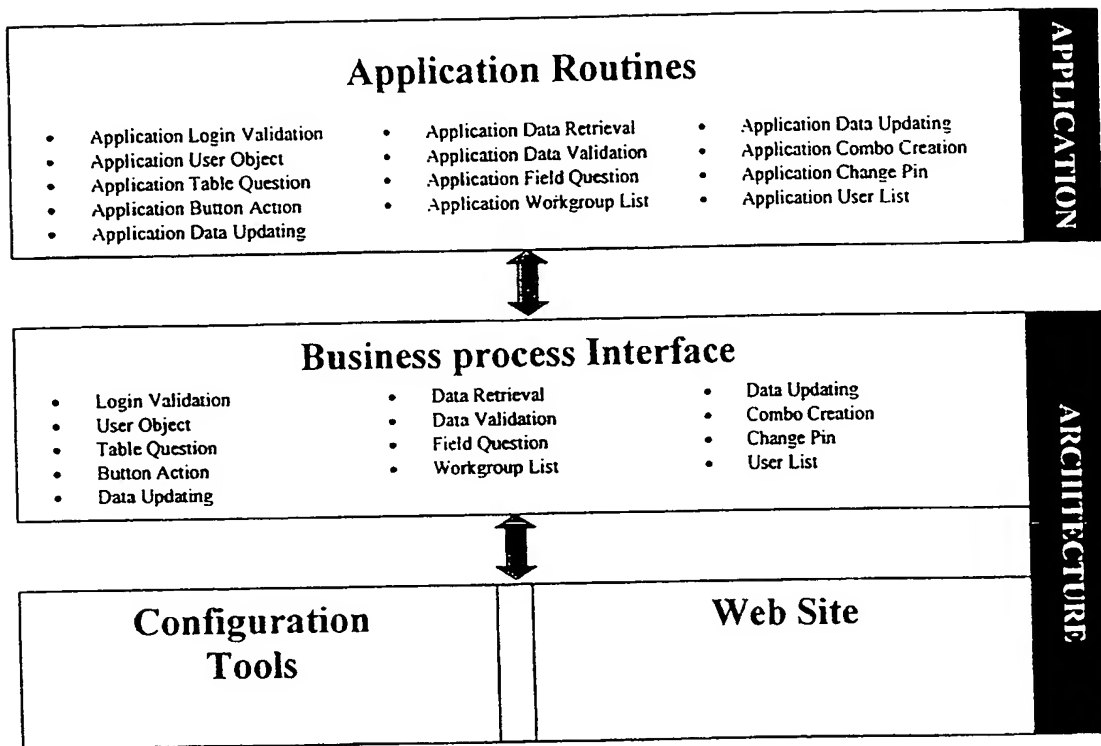 Application Routines
• Application Login Validation
• Application User Object
• Application Table Question
• Application Button Action
• Application Data Updating
• Application Data Retrieval
• Application Data Validation
• Application Field Question
• Application Workgroup List
• Application Data Updating
• Application Combo Creation
• Application Change Pin
• Application User List
APPLICATION
Business process Interface
• Login Validation
• User Object
• Table Question
• Button Action
• Data Updating
• Data Retrieval
• Data Validation
• Field Question
• Workgroup List
• Data Updating
• Combo Creation
• Change Pin
• User List
ARCHITECTURE
Configuration
Tools
Web Site